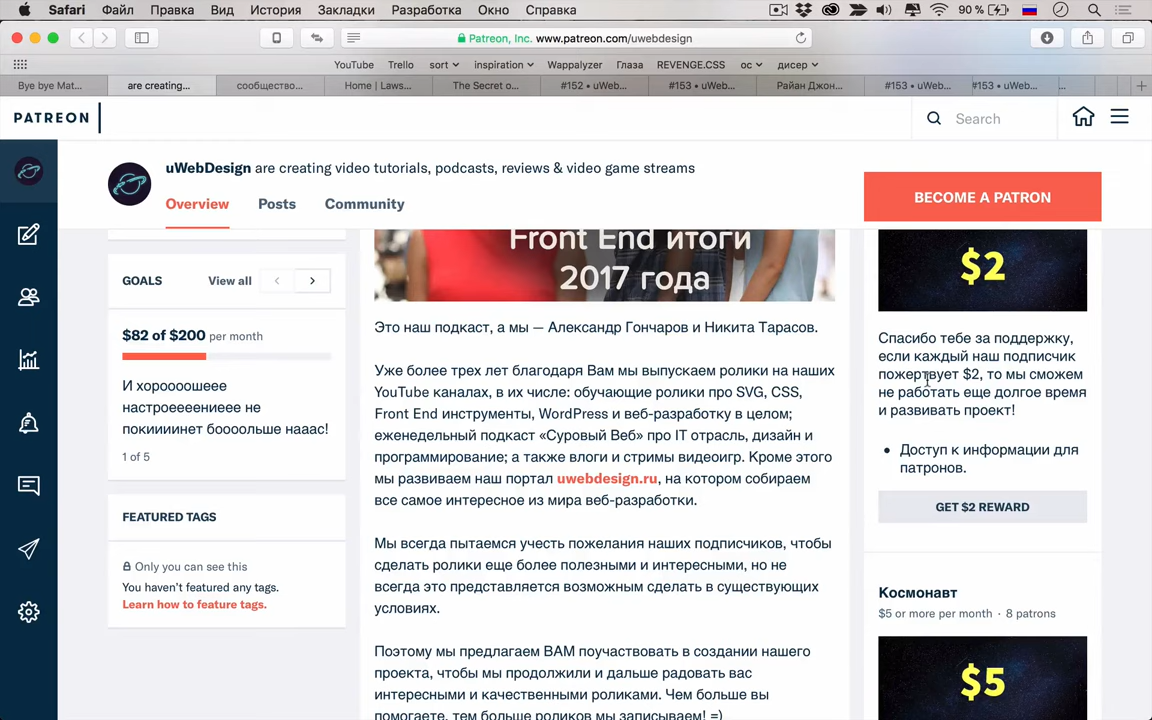 Safari Файл Правка Вид История Закладки Разработка Окно Справка 90 %
Patreon, Inc. www.patreon.com/uwebdesign
YouTube Trello sort inspiration Wappalyzer Глаза REVENGE.CSS ос дисер
Bye bye Mat... are creating... сообщество... Home | Laws... The Secret o... #152 • uWeb... #153 • uWeb... Райан Джон... #153 • uWeb... #153 • uWeb... ...
PATREON Search
uWebDesign are creating video tutorials, podcasts, reviews & video game streams
Overview Posts Community
BECOME A PATRON
GOALS View all
$82 of $200 per month
И хороооошеее
настроеееениеее не
покиииинет боооольше нааас!
1 of 5
FEATURED TAGS
Only you can see this
You haven't featured any tags.
Learn how to feature tags.
Front End итоги
2017 года
Это наш подкаст, а мы — Александр Гончаров и Никита Тарасов.
Уже более трех лет благодаря Вам мы выпускаем ролики на наших
YouTube каналах, в их числе: обучающие ролики про SVG, CSS,
Front End инструменты, WordPress и веб-разработку в целом;
еженедельный подкаст «Суровый Веб» про IT отрасль, дизайн и
программирование; а также влоги и стримы видеоигр. Кроме этого
мы развиваем наш портал uwebdesign.ru, на котором собираем
все самое интересное из мира веб-разработки.
Мы всегда пытаемся учесть пожелания наших подписчиков, чтобы
сделать ролики еще более полезными и интересными, но не
всегда это представляется возможным сделать в существующих
условиях.
Поэтому мы предлагаем ВАМ поучаствовать в создании нашего
проекта, чтобы мы продолжили и дальше радовать вас
интересными и качественными роликами. Чем больше вы
помогаете, тем больше роликов мы записываем! =)
$2
Спасибо тебе за поддержку,
если каждый наш подписчик
пожертвует $2, то мы сможем
не работать еще долгое время
и развивать проект!
Доступ к информации для
патронов.
GET $2 REWARD
Космонавт
$5 or more per month · 8 patrons
$5